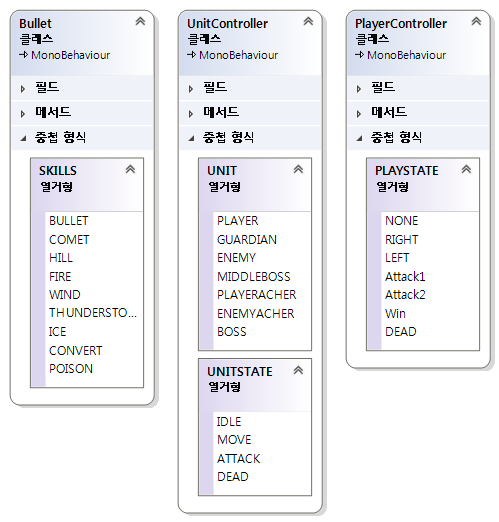 Bullet
클래스
MonoBehaviour
필드
메서드
중첩 형식
SKILLS
열거형
BULLET
COMET
HILL
FIRE
WIND
THUNDERSTO...
ICE
CONVERT
POISON
UnitController
클래스
MonoBehaviour
필드
메서드
중첩 형식
UNIT
열거형
PLAYER
GUARDIAN
ENEMY
MIDDLEBOSS
PLAYERACHER
ENEMYACHER
BOSS
UNITSTATE
열거형
IDLE
MOVE
ATTACK
DEAD
PlayerController
클래스
MonoBehaviour
필드
메서드
중첩 형식
PLAYSTATE
열거형
NONE
RIGHT
LEFT
Attack1
Attack2
Win
DEAD